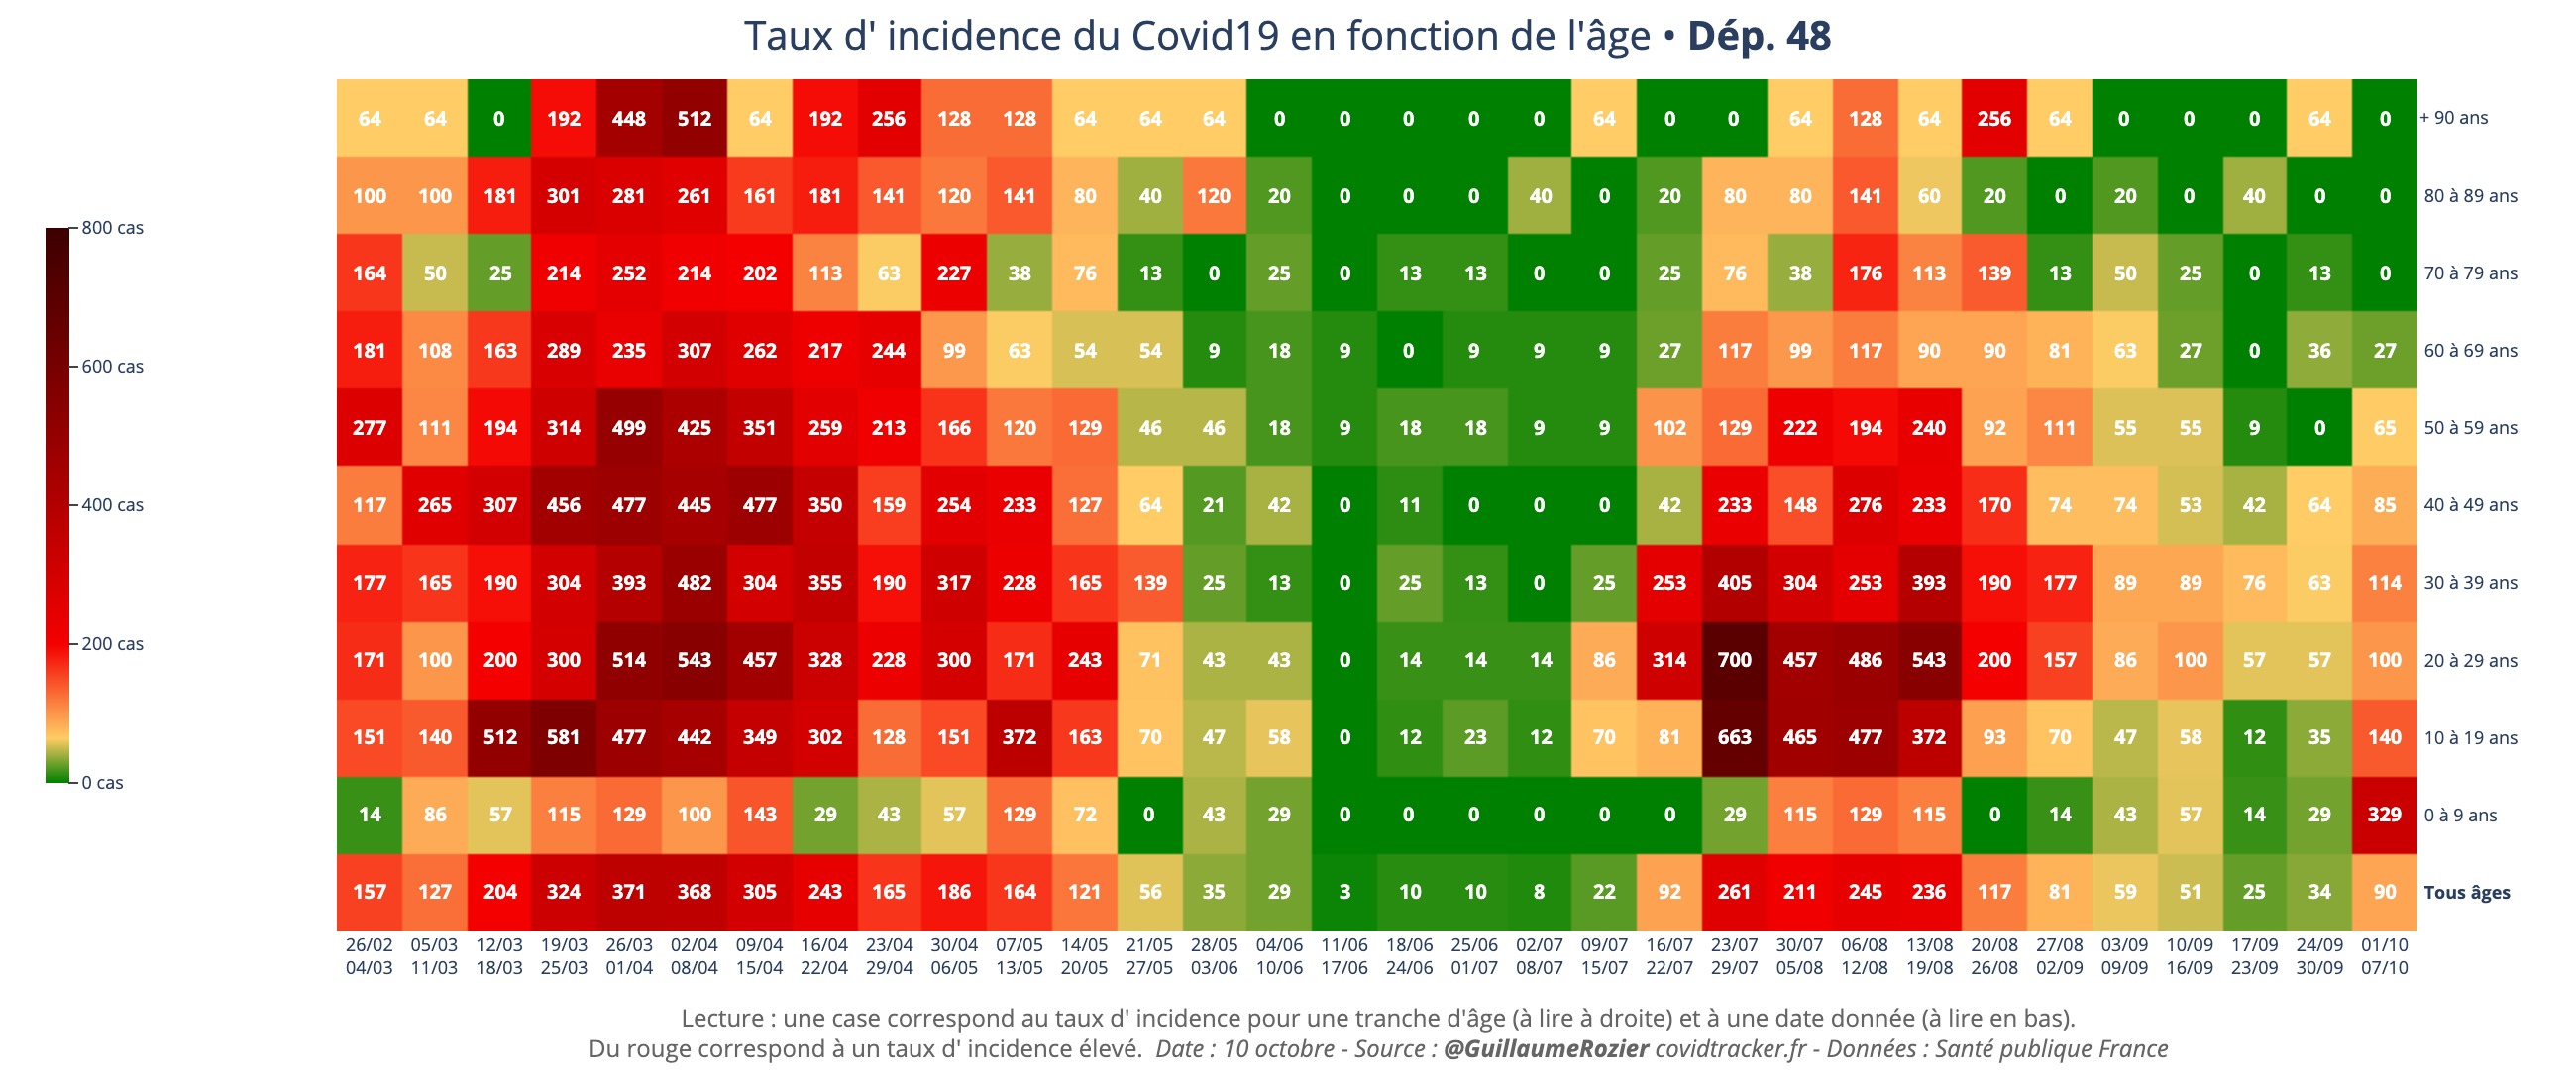 Taux d' incidence du Covid19 en fonction de l'âge • Dép. 48
800 cas
600 cas
400 cas
200 cas
0 cas
64 64 0 192 448 512 64 192 256 128 128 64 64 64 0 0 0 0 0 64 0 0 64 128 64 256 64 0 0 0 64 0 + 90 ans
100 100 181 301 281 261 161 181 141 120 141 80 40 120 20 0 0 0 40 0 20 80 80 141 60 20 0 20 0 40 0 0 80 à 89 ans
164 50 25 214 252 214 202 113 63 227 38 76 13 0 25 0 13 13 0 0 25 76 38 176 113 139 13 50 25 0 13 0 70 à 79 ans
181 108 163 289 235 307 262 217 244 99 63 54 54 9 18 9 0 9 9 9 27 117 99 117 90 90 81 63 27 0 36 27 60 à 69 ans
277 111 194 314 499 425 351 259 213 166 120 129 46 46 18 9 18 18 9 9 102 129 222 194 240 92 111 55 55 9 0 65 50 à 59 ans
117 265 307 456 477 445 477 350 159 254 233 127 64 21 42 0 11 0 0 0 42 233 148 276 233 170 74 74 53 42 64 85 40 à 49 ans
177 165 190 304 393 482 304 355 190 317 228 165 139 25 13 0 25 13 0 25 253 405 304 253 393 190 177 89 89 76 63 114 30 à 39 ans
171 100 200 300 514 543 457 328 228 300 171 243 71 43 43 0 14 14 14 86 314 700 457 486 543 200 157 86 100 57 57 100 20 à 29 ans
151 140 512 581 477 442 349 302 128 151 372 163 70 47 58 0 12 23 12 70 81 663 465 477 372 93 70 47 58 12 35 140 10 à 19 ans
14 86 57 115 129 100 143 29 43 57 129 72 0 43 29 0 0 0 0 0 0 29 115 129 115 0 14 43 57 14 29 329 0 à 9 ans
157 127 204 324 371 368 305 243 165 186 164 121 56 35 29 3 10 10 8 22 92 261 211 245 236 117 81 59 51 25 34 90 Tous âges
26/02 05/03 12/03 19/03 26/03 02/04 09/04 16/04 23/04 30/04 07/05 14/05 21/05 28/05 04/06 11/06 18/06 25/06 02/07 09/07 16/07 23/07 30/07 06/08 13/08 20/08 27/08 03/09 10/09 17/09 24/09 01/10
04/03 11/03 18/03 25/03 01/04 08/04 15/04 22/04 29/04 06/05 13/05 20/05 27/05 03/06 10/06 17/06 24/06 01/07 08/07 15/07 22/07 29/07 05/08 12/08 19/08 26/08 02/09 09/09 16/09 23/09 30/09 07/10
Lecture : une case correspond au taux d' incidence pour une tranche d'âge (à lire à droite) et à une date donnée (à lire en bas).
Du rouge correspond à un taux d' incidence élevé. Date : 10 octobre - Source : @GuillaumeRozier covidtracker.fr - Données : Santé publique France